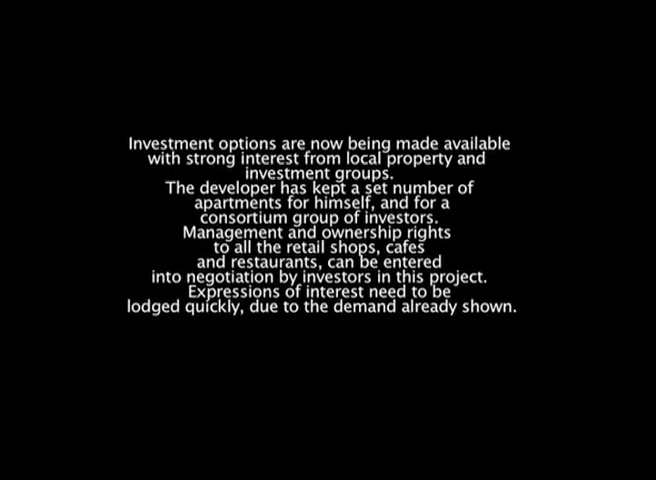 Investment options are now being made available
with strong interest from local property and
investment groups.
The developer has kept a set number of
apartments for himself, and for a
consortium group of investors.
Management and ownership rights
to all the retail shops, cafes
and restaurants, can be entered
into negotiation by investors in this project.
Expressions of interest need to be
lodged quickly, due to the demand already shown.